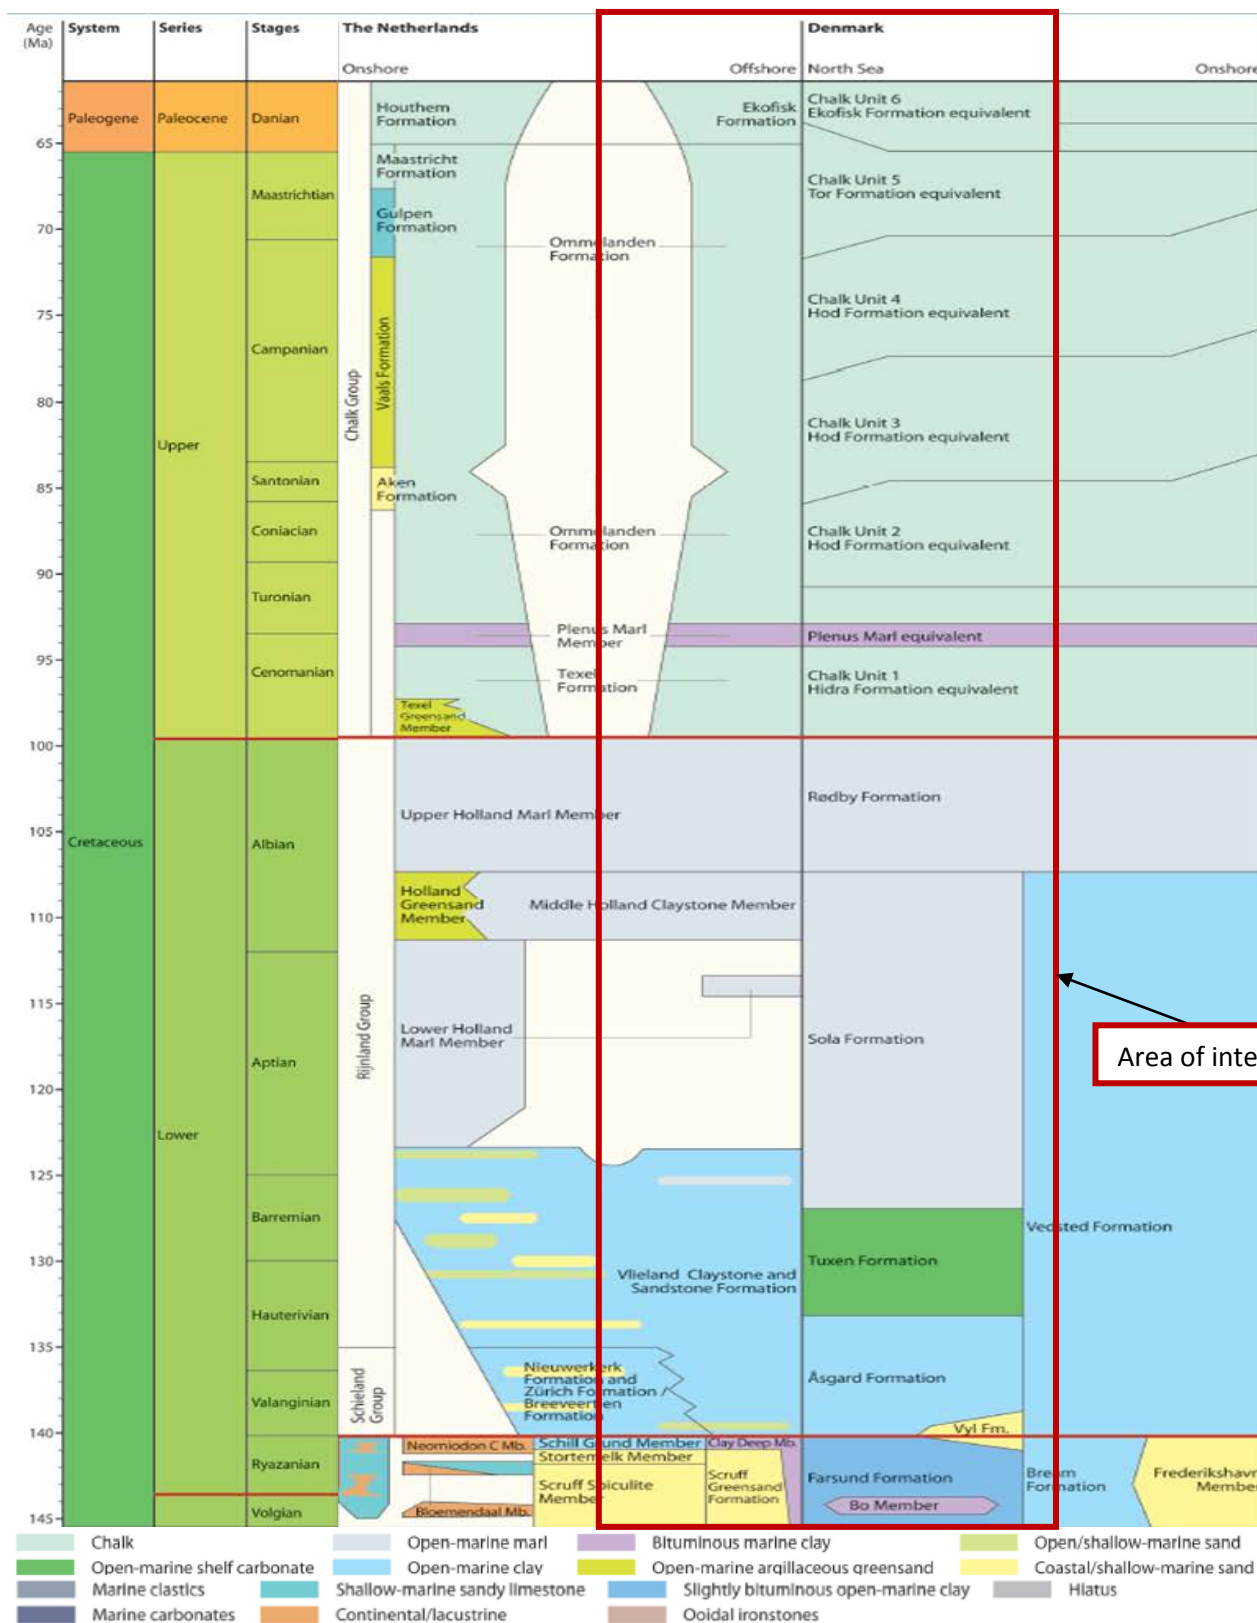 Age
(Ma)
System
Series
Stages
The Netherlands
Denmark
Onshore
Offshore
North Sea
Onshore
65
70
75
80
85
90
95
100
105
110
115
120
125
130
135
140
145
Paleogene
Cretaceous
Paleocene
Upper
Lower
Danian
Maastrichtian
Campanian
Santonian
Coniacian
Turonian
Cenomanian
Albian
Aptian
Barremian
Hauterivian
Valanginian
Ryazanian
Volgian
Chalk Group
Rijnland Group
Schieland
Group
Houthem
Formation
Maastricht
Formation
Gulpen
Formation
Vaals Formation
Aken
Formation
Ommelanden
Formation
Ommelanden
Formation
Plenus Marl
Member
Texel
Formation
Texel
Greensand
Member
Ekofisk
Formation
Upper Holland Marl Member
Holland
Greensand
Member
Middle Holland Claystone Member
Lower Holland
Marl Member
Vlieland Claystone and
Sandstone Formation
Nieuwerkerk
Formation and
Zürich Formation /
Breeveertien
Formation
Neomiodon C Mb.
Schill Grund Member
Clay Deep Mb.
Stortemelk Member
Scruff Spiculite
Member
Scruff
Greensand
Formation
Bloemendaal Mb.
Chalk Unit 6
Ekofisk Formation equivalent
Chalk Unit 5
Tor Formation equivalent
Chalk Unit 4
Hod Formation equivalent
Chalk Unit 3
Hod Formation equivalent
Chalk Unit 2
Hod Formation equivalent
Plenus Marl equivalent
Chalk Unit 1
Hidra Formation equivalent
Rødby Formation
Sola Formation
Area of inte
Vedsted Formation
Tuxen Formation
Åsgard Formation
Vyl Fm.
Farsund Formation
Bo Member
Bream
Formation
Frederikshavn
Member
Chalk
Open-marine marl
Bituminous marine clay
Open/shallow-marine sand
Open-marine shelf carbonate
Open-marine clay
Open-marine argillaceous greensand
Coastal/shallow-marine sand
Marine clastics
Shallow-marine sandy limestone
Slightly bituminous open-marine clay
Hiatus
Marine carbonates
Continental/lacustrine
Ooidal ironstones